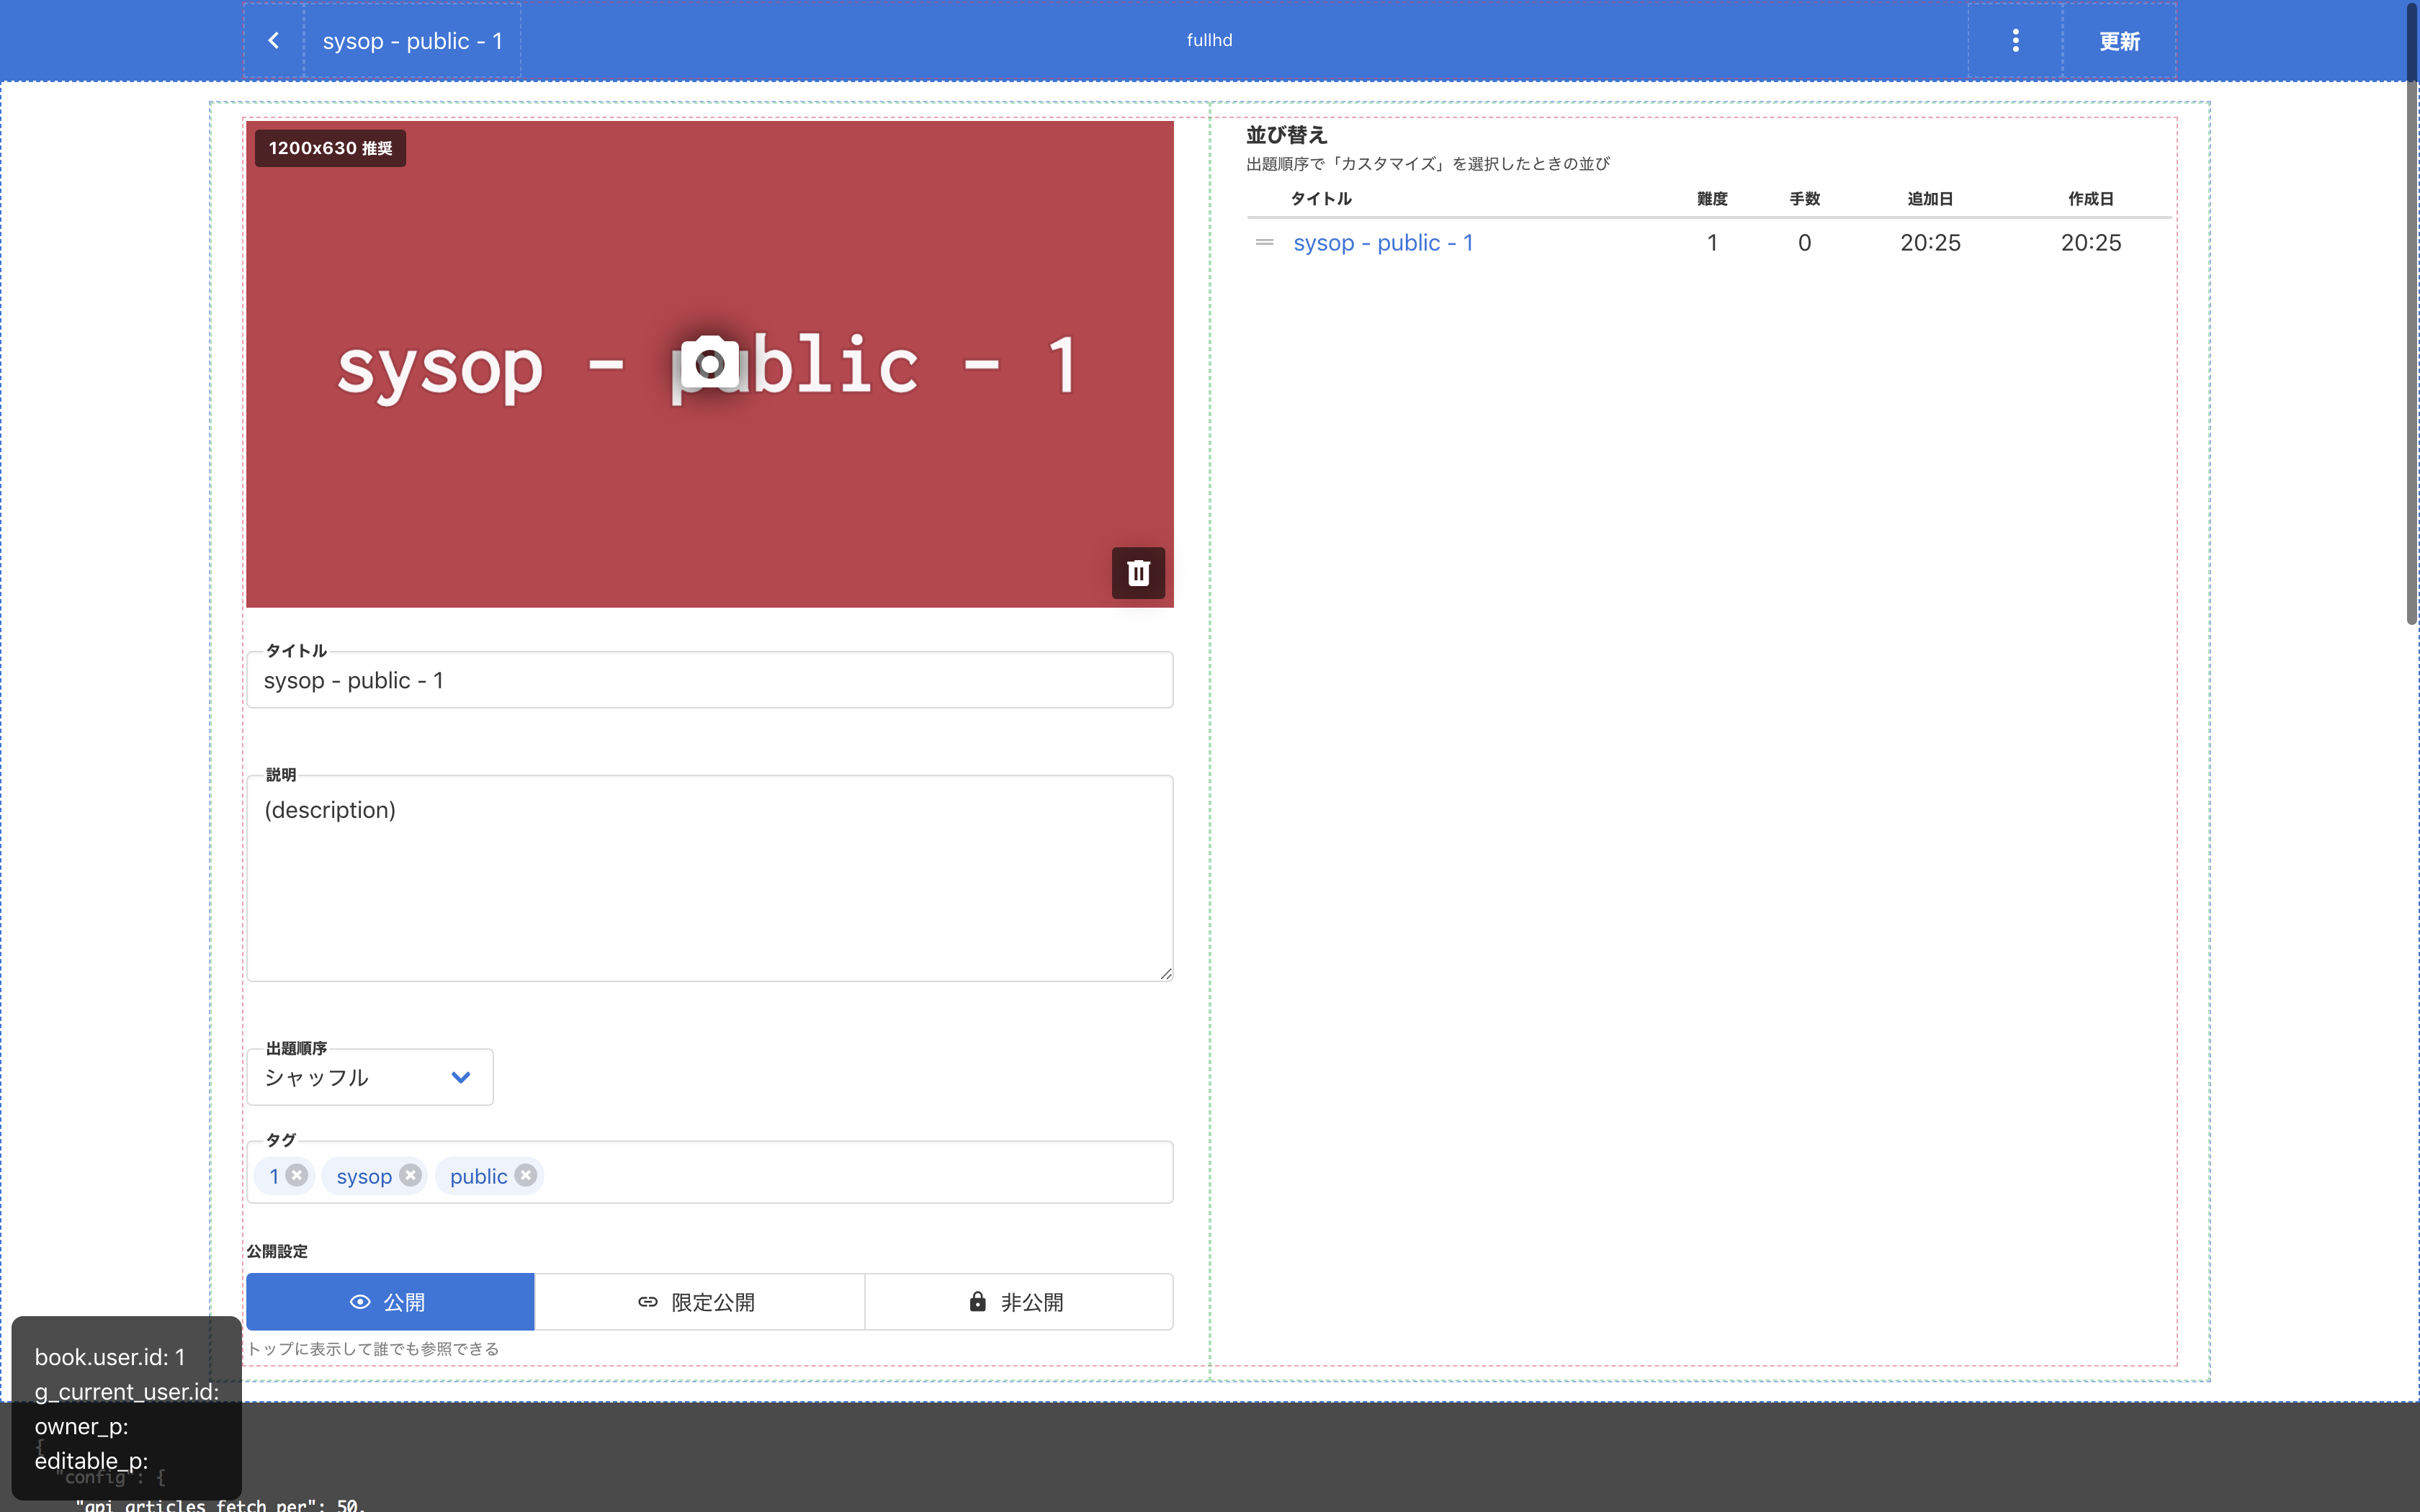 sysop - public - 1
fullhd
更新
1200x630 推奨
sysop - public - 1
タイトル
sysop - public - 1
説明
(description)
出題順序
シャッフル
タグ
1 sysop public
公開設定
公開 限定公開 非公開
トップに表示して誰でも参照できる
並び替え
出題順序で「カスタマイズ」を選択したときの並び
タイトル 難度 手数 追加日 作成日
sysop - public - 1 1 0 20:25 20:25
book.user.id: 1
g_current_user.id:
owner_p:
editable_p:
{
"config": {
"api_articles_fetch_per": 50,